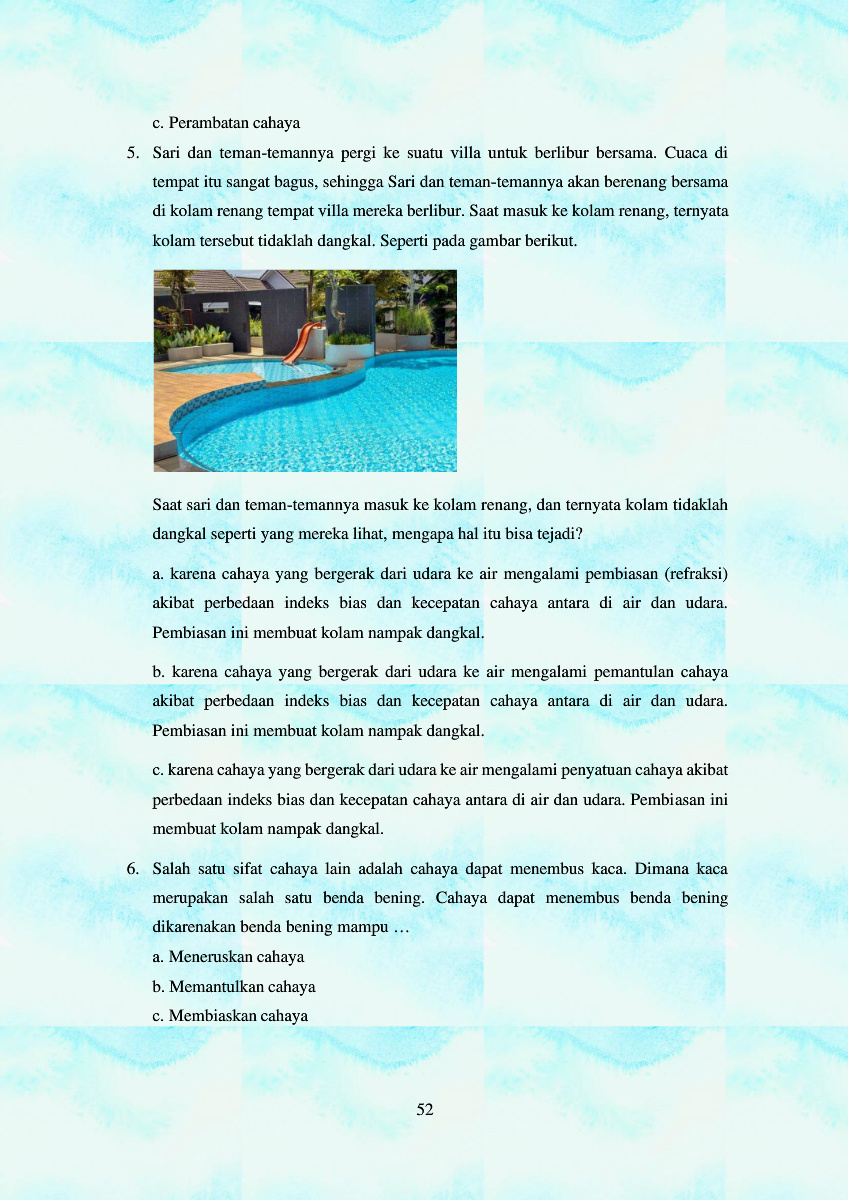 c. Perambatan cahaya
5. Sari dan teman-temannya pergi ke suatu villa untuk berlibur bersama. Cuaca di
tempat itu sangat bagus, sehingga Sari dan teman-temannya akan berenang bersama
di kolam renang tempat villa mereka berlibur. Saat masuk ke kolam renang, ternyata
kolam tersebut tidaklah dangkal. Seperti pada gambar berikut.
Saat sari dan teman-temannya masuk ke kolam renang, dan ternyata kolam tidaklah
dangkal seperti yang mereka lihat, mengapa hal itu bisa tejadi?
a. karena cahaya yang bergerak dari udara ke air mengalami pembiasan (refraksi)
akibat perbedaan indeks bias dan kecepatan cahaya antara di air dan udara.
Pembiasan ini membuat kolam nampak dangkal.
b. karena cahaya yang bergerak dari udara ke air mengalami pemantulan cahaya
akibat perbedaan indeks bias dan kecepatan cahaya antara di air dan udara.
Pembiasan ini membuat kolam nampak dangkal.
c. karena cahaya yang bergerak dari udara ke air mengalami penyatuan cahaya akibat
perbedaan indeks bias dan kecepatan cahaya antara di air dan udara. Pembiasan ini
membuat kolam nampak dangkal.
6. Salah satu sifat cahaya lain adalah cahaya dapat menembus kaca. Dimana kaca
merupakan salah satu benda bening. Cahaya dapat menembus benda bening
dikarenakan benda bening mampu …
a. Meneruskan cahaya
b. Memantulkan cahaya
c. Membiaskan cahaya
52